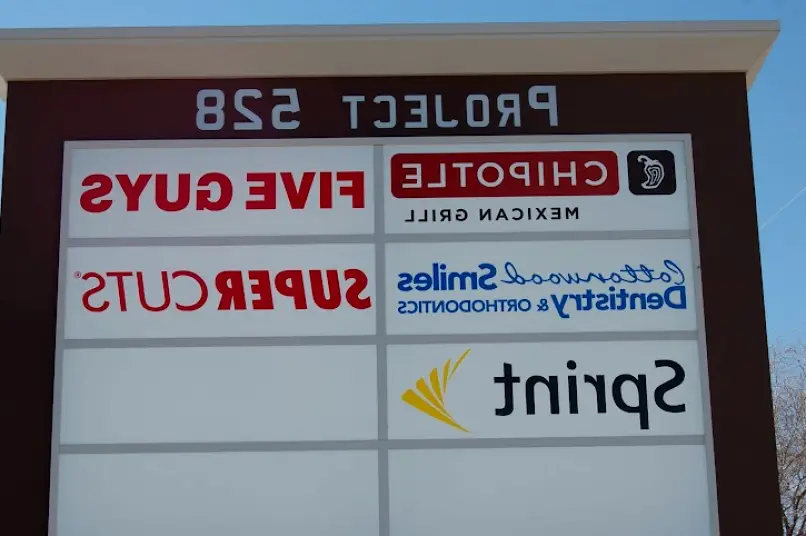 PROJECT 528
CHIPOTLE
MEXICAN GRILL
FIVE GUYS
Cottonwood Smiles
Dentistry & ORTHODONTICS
SUPERCUTS®
Sprint